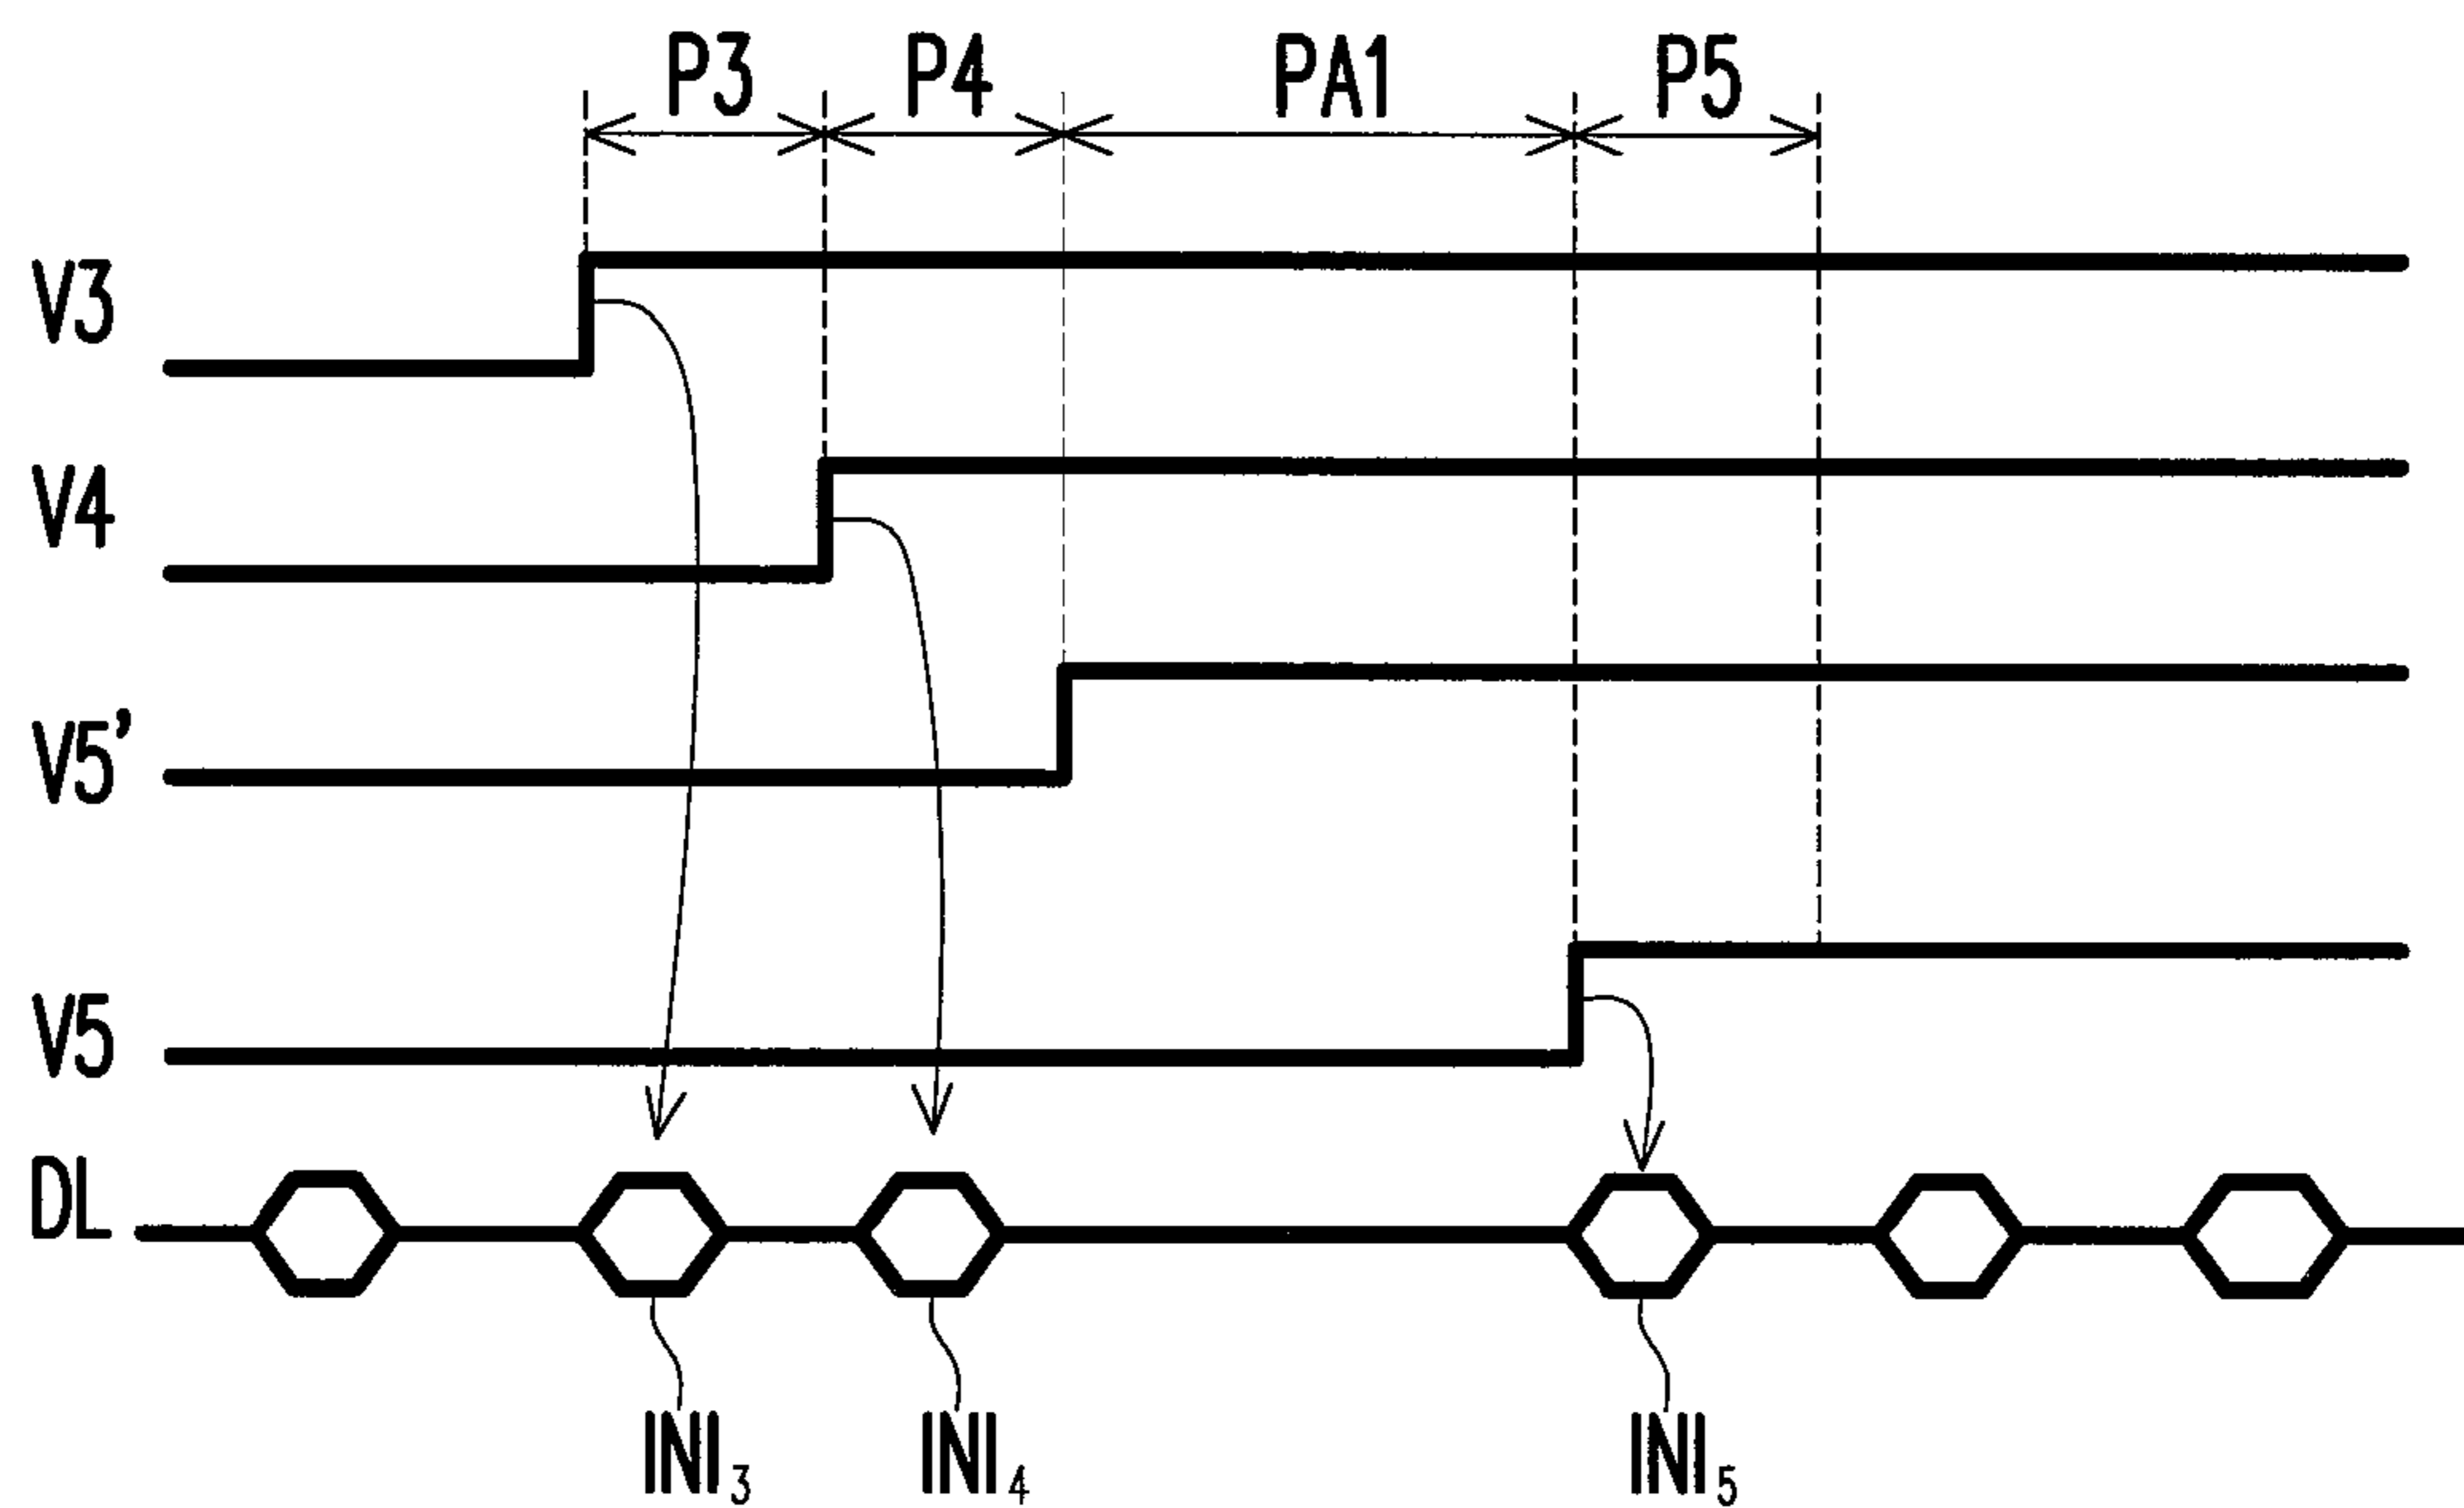 P3 P4 PA1 P5
V3
V4
V5’
V5
DL
INI₃ INI₄ INI₅